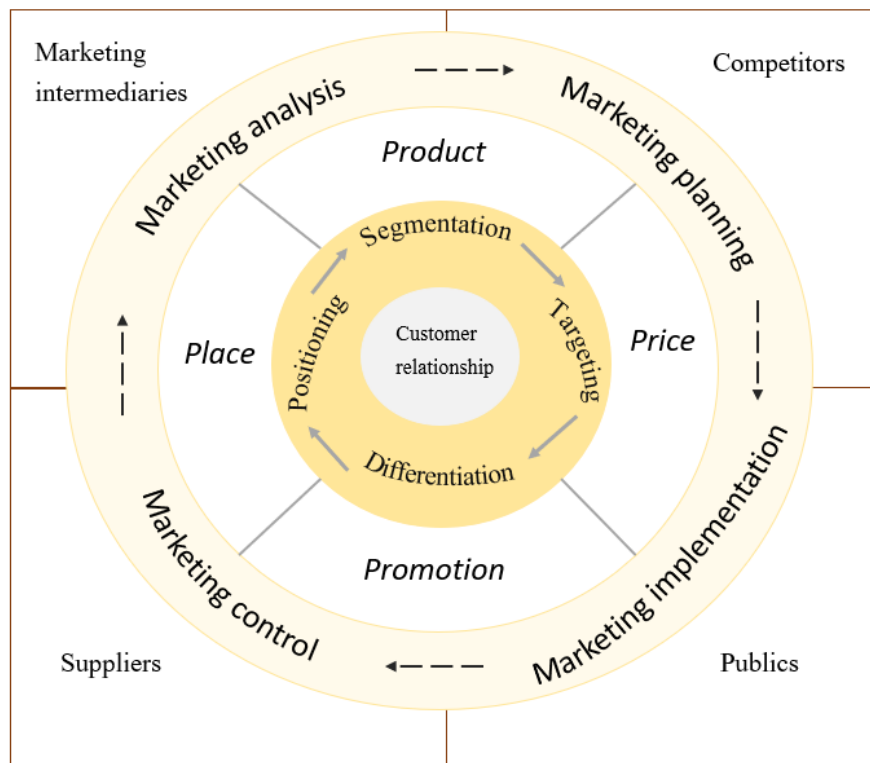 Marketing
intermediaries
Competitors
Marketing analysis
Marketing planning
Product
Segmentation
Place
Positioning
Customer
relationship
Targeting
Price
Differentiation
Promotion
Marketing control
Marketing implementation
Suppliers
Publics